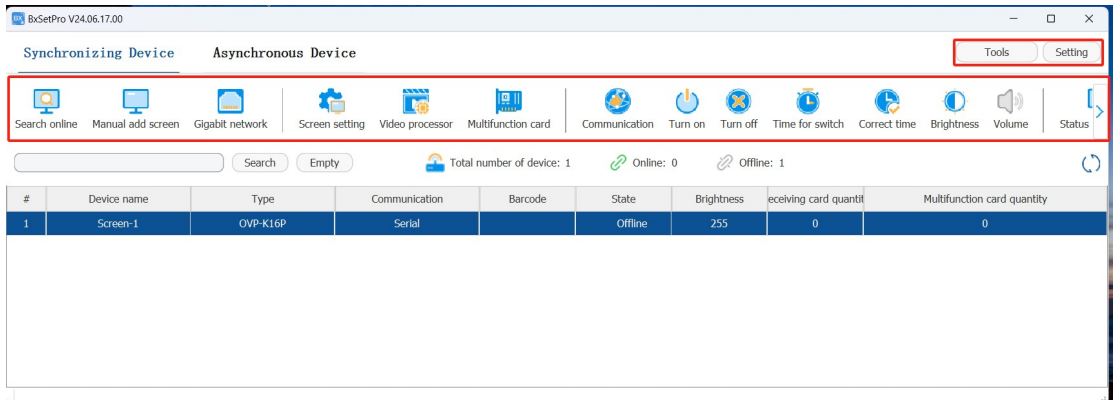 BX BxSetPro V24.06.17.00
Synchronizing Device Asynchronous Device Tools Setting
Search online Manual add screen Gigabit network Screen setting Video processor Multifunction card Communication Turn on Turn off Time for switch Correct time Brightness Volume Status
Search Empty Total number of device: 1 Online: 0 Offline: 1
# Device name Type Communication Barcode State Brightness eceiving card quantit Multifunction card quantity
1 Screen-1 OVP-K16P Serial Offline 255 0 0